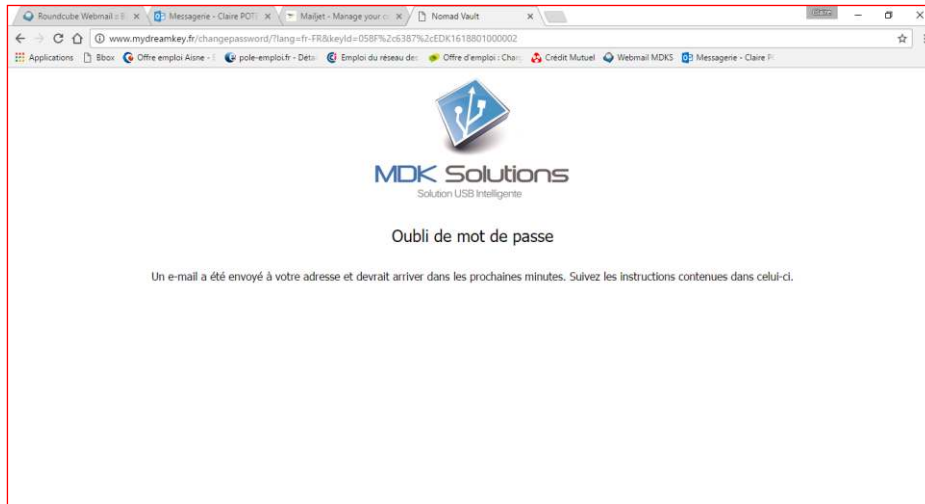 Roundcube Webmail :: B
Messagerie - Claire POTI
Mailjet - Manage your c
Nomad Vault
Claire
www.mydreamkey.fr/changepassword/?lang=fr-FR&keyId=058F%2c6387%2cEDK1618801000002
Applications
Bbox
Offre emploi Aisne -
pole-emploi.fr - Déta
Emploi du réseau des
Offre d'emploi : Charg
Crédit Mutuel
Webmail MDKS
Messagerie - Claire P
MDK Solutions
Solution USB Intelligente
Oubli de mot de passe
Un e-mail a été envoyé à votre adresse et devrait arriver dans les prochaines minutes. Suivez les instructions contenues dans celui-ci.